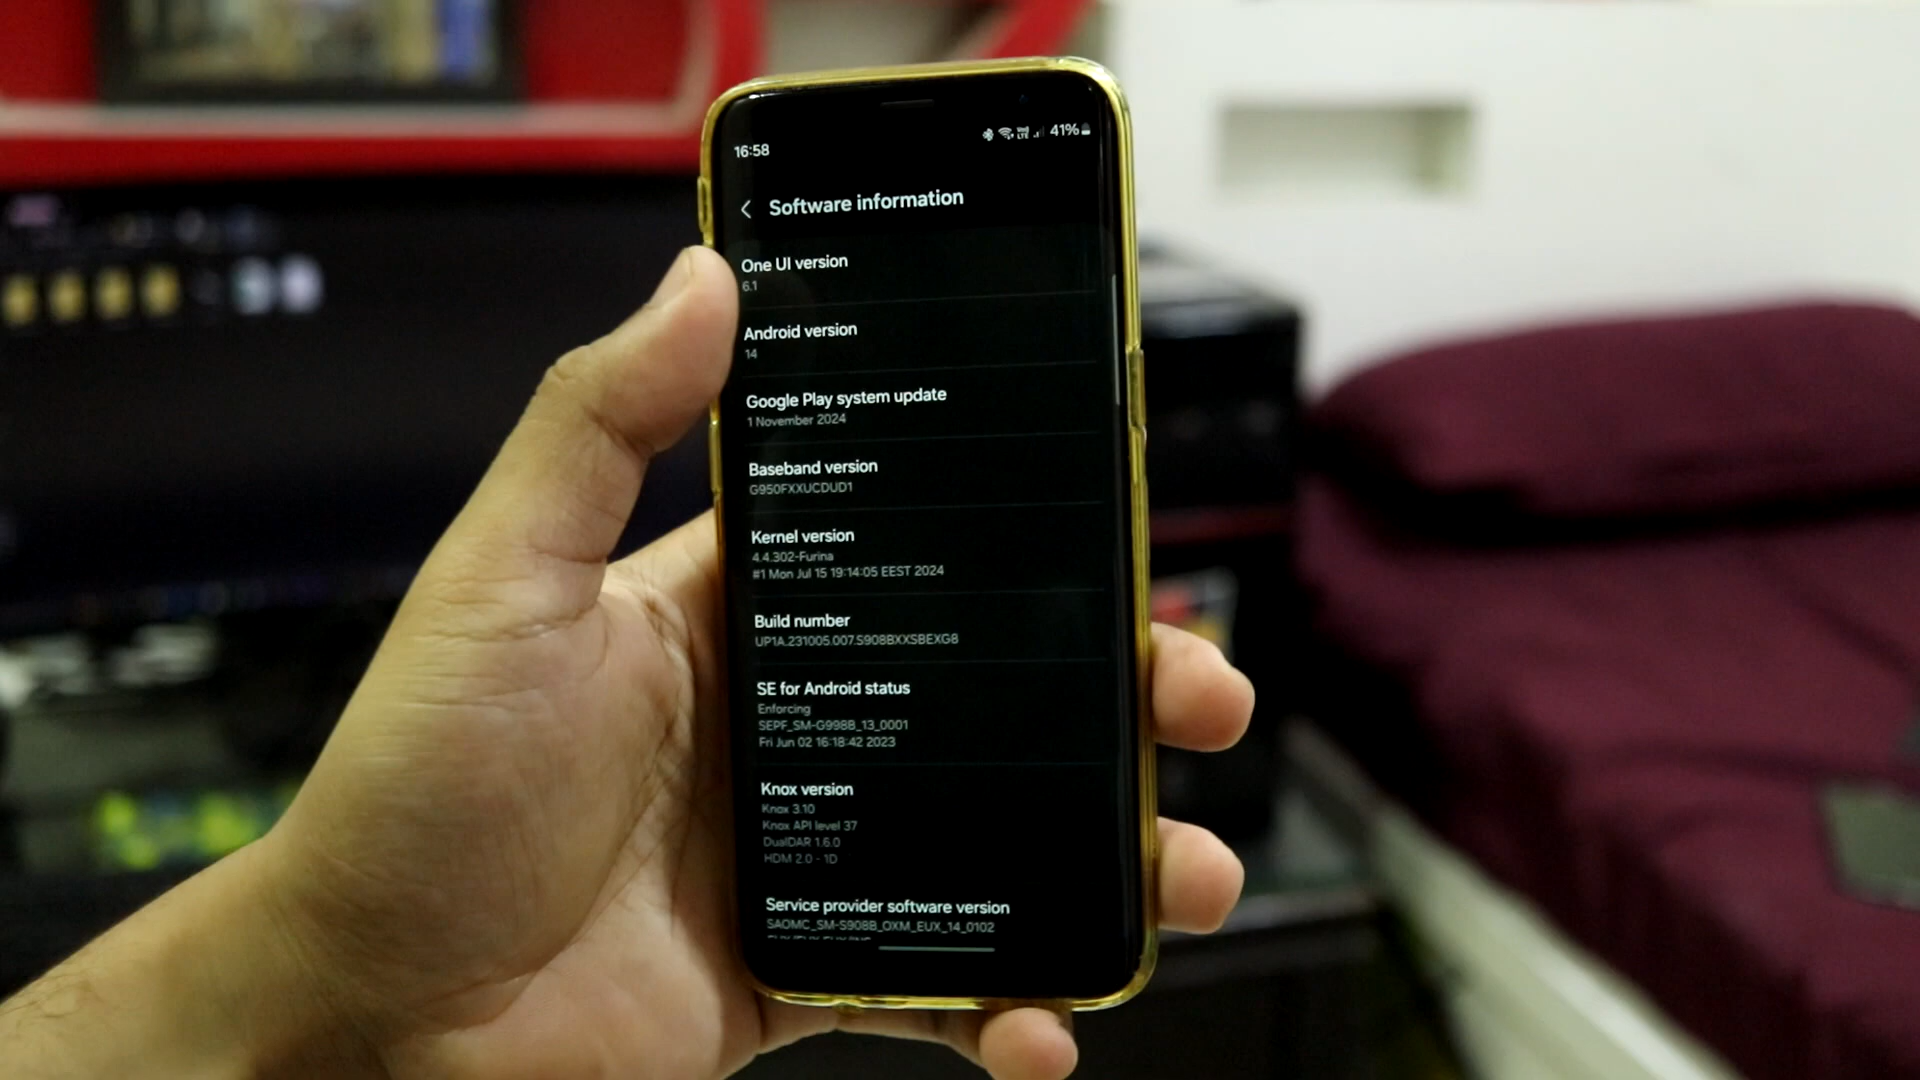 16:58
41%
Software information
One UI version
6.1
Android version
14
Google Play system update
1 November 2024
Baseband version
G950FXXUCDUD1
Kernel version
4.4.302-Furina
#1 Mon Jul 15 19:14:05 EEST 2024
Build number
UP1A.231005.007.S908BXXSBEXG8
SE for Android status
Enforcing
SEPF_SM-G998B_13_0001
Fri Jun 02 16:18:42 2023
Knox version
Knox 3.10
Knox API level 37
DualDAR 1.6.0
HDM 2.0 - 1D
Service provider software version
SAOMC_SM-S908B_OXM_EUX_14_0102